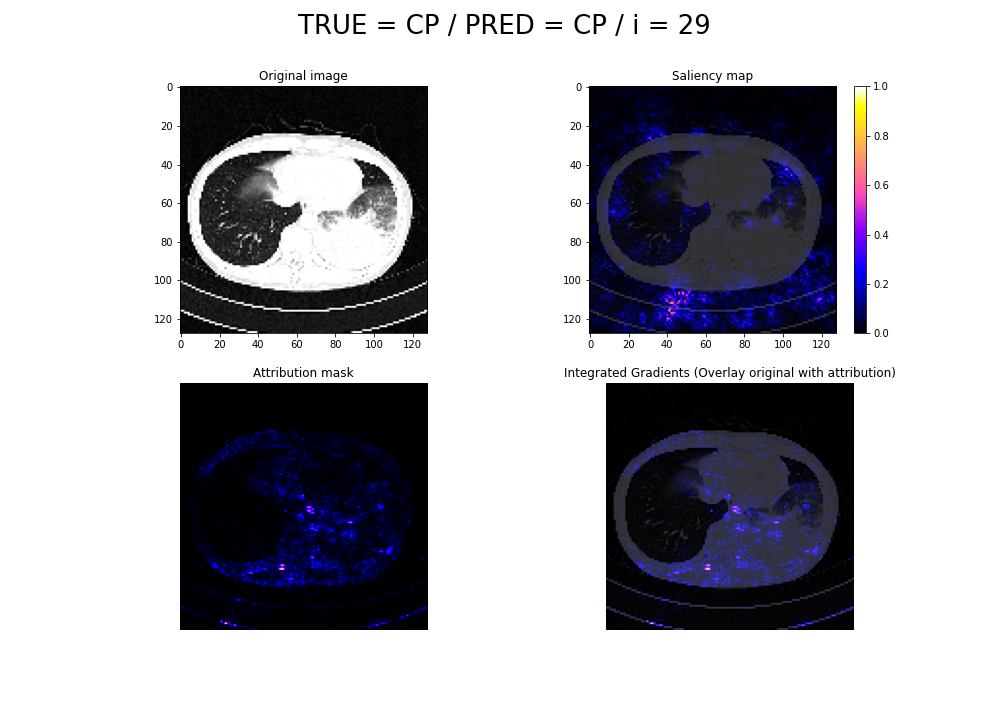 TRUE = CP / PRED = CP / i = 29
Original image
0
20
40
60
80
100
120
0 20 40 60 80 100 120
Saliency map
0
20
40
60
80
100
120
0 20 40 60 80 100 120
1.0
0.8
0.6
0.4
0.2
0.0
Attribution mask
Integrated Gradients (Overlay original with attribution)